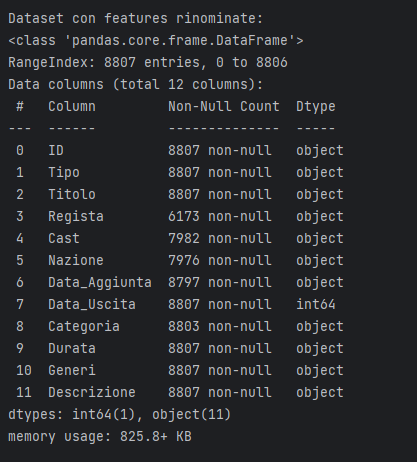 Dataset con features rinominate:
<class 'pandas.core.frame.DataFrame'>
RangeIndex: 8807 entries, 0 to 8806
Data columns (total 12 columns):
 #   Column         Non-Null Count  Dtype
---  ------         --------------  -----
 0   ID             8807 non-null   object
 1   Tipo           8807 non-null   object
 2   Titolo         8807 non-null   object
 3   Regista        6173 non-null   object
 4   Cast           7982 non-null   object
 5   Nazione        7976 non-null   object
 6   Data_Aggiunta  8797 non-null   object
 7   Data_Uscita    8807 non-null   int64
 8   Categoria      8803 non-null   object
 9   Durata         8807 non-null   object
 10  Generi         8807 non-null   object
 11  Descrizione    8807 non-null   object
dtypes: int64(1), object(11)
memory usage: 825.8+ KB